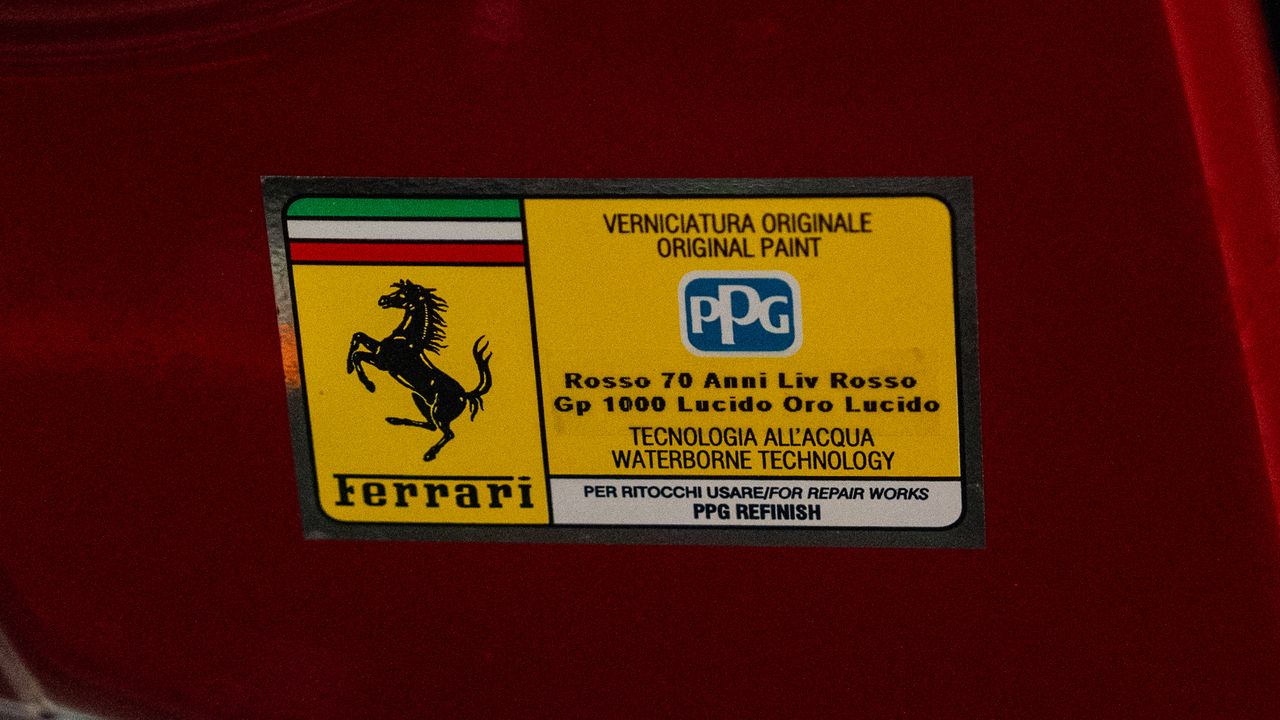 Ferrari
VERNICIATURA ORIGINALE
ORIGINAL PAINT
PPG
Rosso 70 Anni Liv Rosso
Gp 1000 Lucido Oro Lucido
TECNOLOGIA ALL'ACQUA
WATERBORNE TECHNOLOGY
PER RITOCCHI USARE/FOR REPAIR WORKS
PPG REFINISH